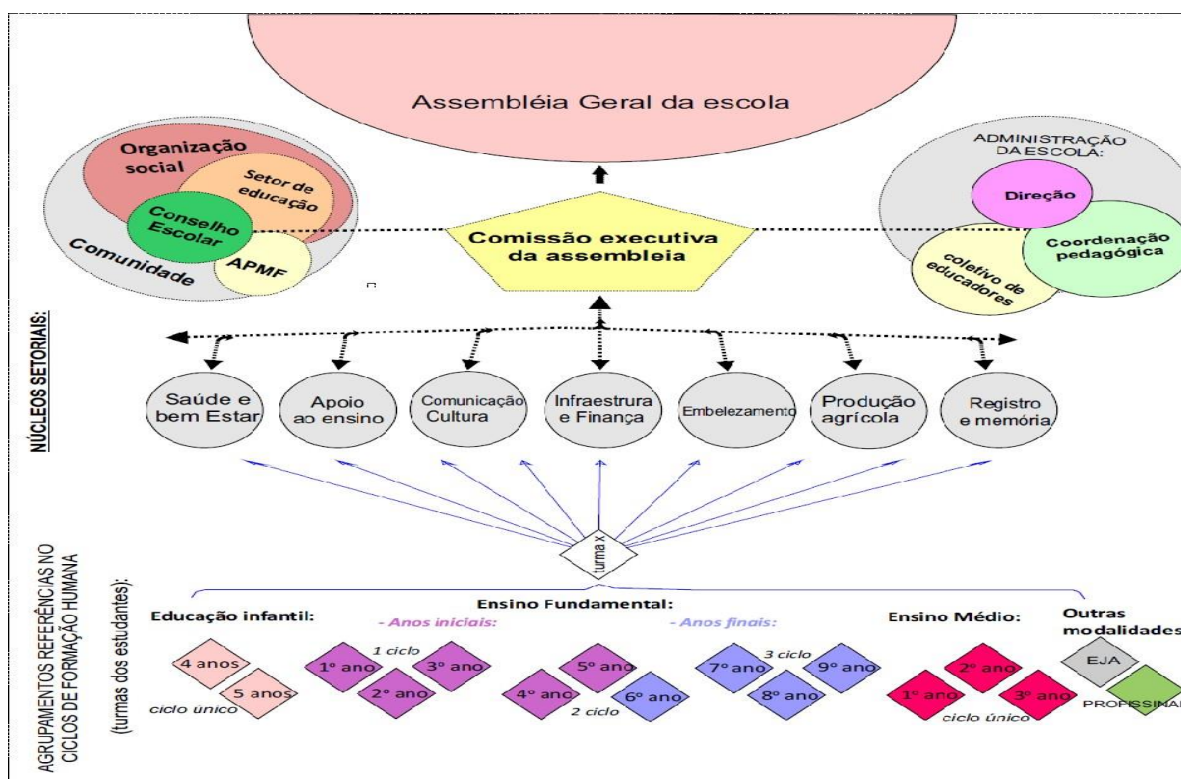 Assembléia Geral da escola
Organização
social
Setor de
educação
Conselho
Escolar
Comunidade
APMF
Comissão executiva
da assembleia
ADMINISTRAÇÃO
DA ESCOLA:
Direção
Coordenação
pedagógica
coletivo de
educadores
NÚCLEOS SETORIAIS:
Saúde e
bem Estar
Apoio
ao ensino
Comunicação
Cultura
Infraestrura
e Finança
Embelezamento
Produção
agrícola
Registro
e memória
turma x
AGRUPAMENTOS REFERÊNCIAS NO
CICLOS DE FORMAÇÃO HUMANA
(turmas dos estudantes):
Educação infantil:
4 anos
5 anos
ciclo único
Ensino Fundamental:
- Anos iniciais:
1 ciclo
1º ano
2º ano
3º ano
4º ano
5º ano
6º ano
2 ciclo
- Anos finais:
3 ciclo
7º ano
8º ano
9º ano
Ensino Médio:
1º ano
2º ano
3º ano
ciclo único
Outras
modalidades
EJA
PROFISSINAL